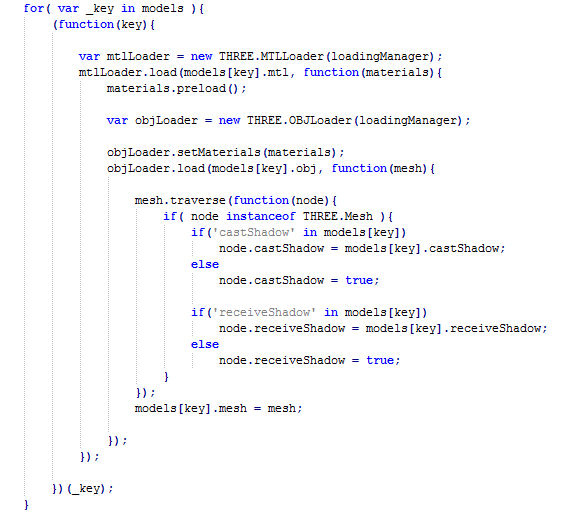 for( var _key in models ){
    (function(key){

        var mtlLoader = new THREE.MTLLoader(loadingManager);
        mtlLoader.load(models[key].mtl, function(materials){
            materials.preload();

            var objLoader = new THREE.OBJLoader(loadingManager);

            objLoader.setMaterials(materials);
            objLoader.load(models[key].obj, function(mesh){

                mesh.traverse(function(node){
                    if( node instanceof THREE.Mesh ){
                        if('castShadow' in models[key])
                            node.castShadow = models[key].castShadow;
                        else
                            node.castShadow = true;

                        if('receiveShadow' in models[key])
                            node.receiveShadow = models[key].receiveShadow;
                        else
                            node.receiveShadow = true;
                    }
                });
                models[key].mesh = mesh;

            });
        });

    })(_key);
}